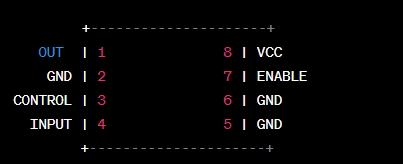 +---------------------+
OUT | 1 8 | VCC
GND | 2 7 | ENABLE
CONTROL | 3 6 | GND
INPUT | 4 5 | GND
+---------------------+